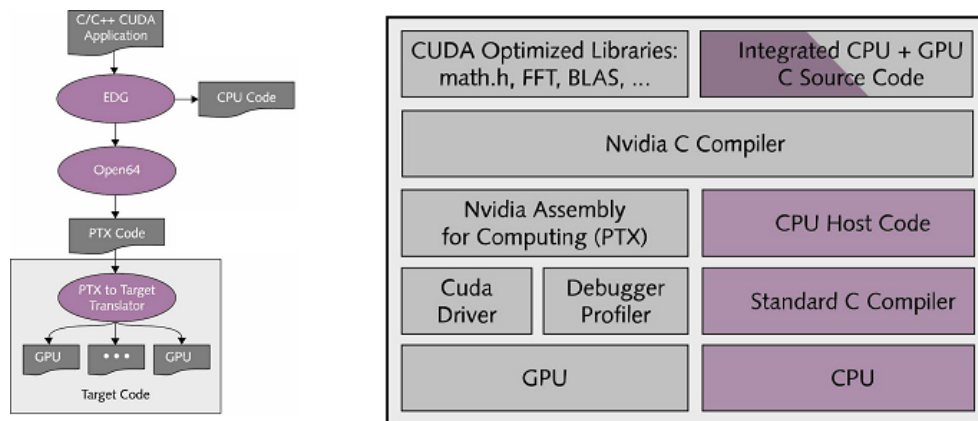 C/C++ CUDA
Application
EDG
CPU Code
Open64
PTX Code
PTX to Target
Translator
GPU
•••
GPU
Target Code
CUDA Optimized Libraries:
math.h, FFT, BLAS, ...
Integrated CPU + GPU
C Source Code
Nvidia C Compiler
Nvidia Assembly
for Computing (PTX)
CPU Host Code
Cuda
Driver
Debugger
Profiler
Standard C Compiler
GPU
CPU